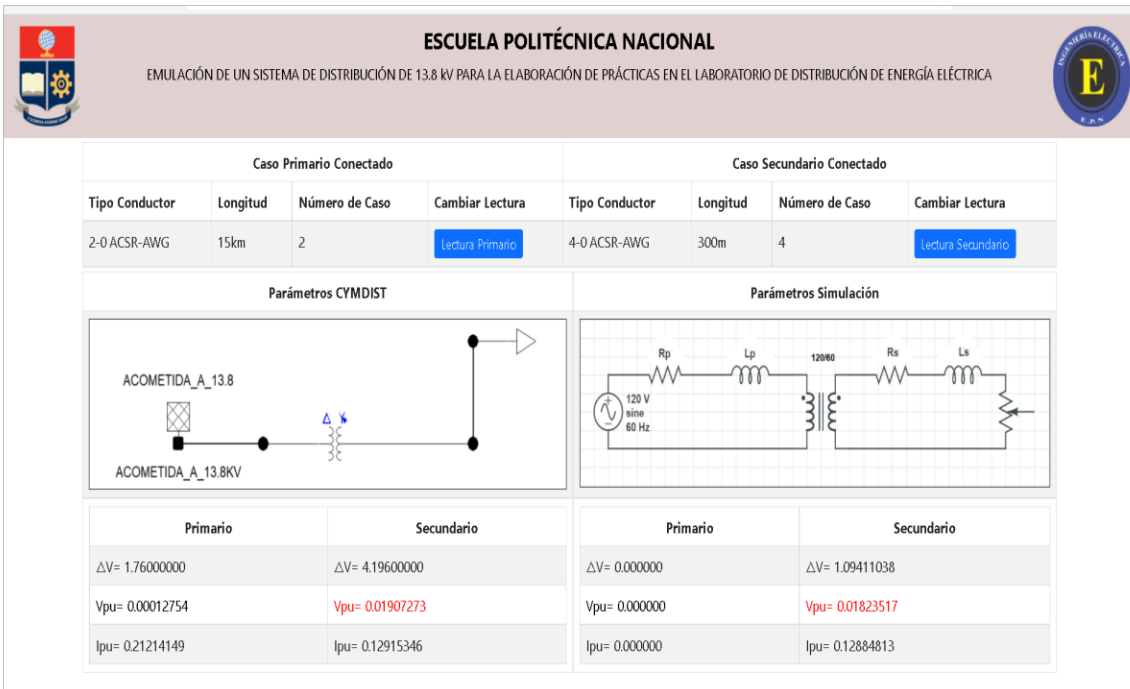 ESCUELA POLITÉCNICA NACIONAL
EMULACIÓN DE UN SISTEMA DE DISTRIBUCIÓN DE 13.8 kV PARA LA ELABORACIÓN DE PRÁCTICAS EN EL LABORATORIO DE DISTRIBUCIÓN DE ENERGÍA ELÉCTRICA
INGENIERÍA ELECTRICA
E
E.P.N
Caso Primario Conectado
Caso Secundario Conectado
Tipo Conductor Longitud Número de Caso Cambiar Lectura Tipo Conductor Longitud Número de Caso Cambiar Lectura
2-0 ACSR-AWG 15km 2 Lectura Primario 4-0 ACSR-AWG 300m 4 Lectura Secundario
Parámetros CYMDIST
Parámetros Simulación
ACOMETIDA_A_13.8
Δ
ACOMETIDA_A_13.8KV
Rp Lp 120/60 Rs Ls
120 V
sine
60 Hz
Primario Secundario Primario Secundario
△V= 1.76000000 △V= 4.19600000 △V= 0.000000 △V= 1.09411038
Vpu= 0.00012754 Vpu= 0.01907273 Vpu= 0.000000 Vpu= 0.01823517
Ipu= 0.21214149 Ipu= 0.12915346 Ipu= 0.000000 Ipu= 0.12884813